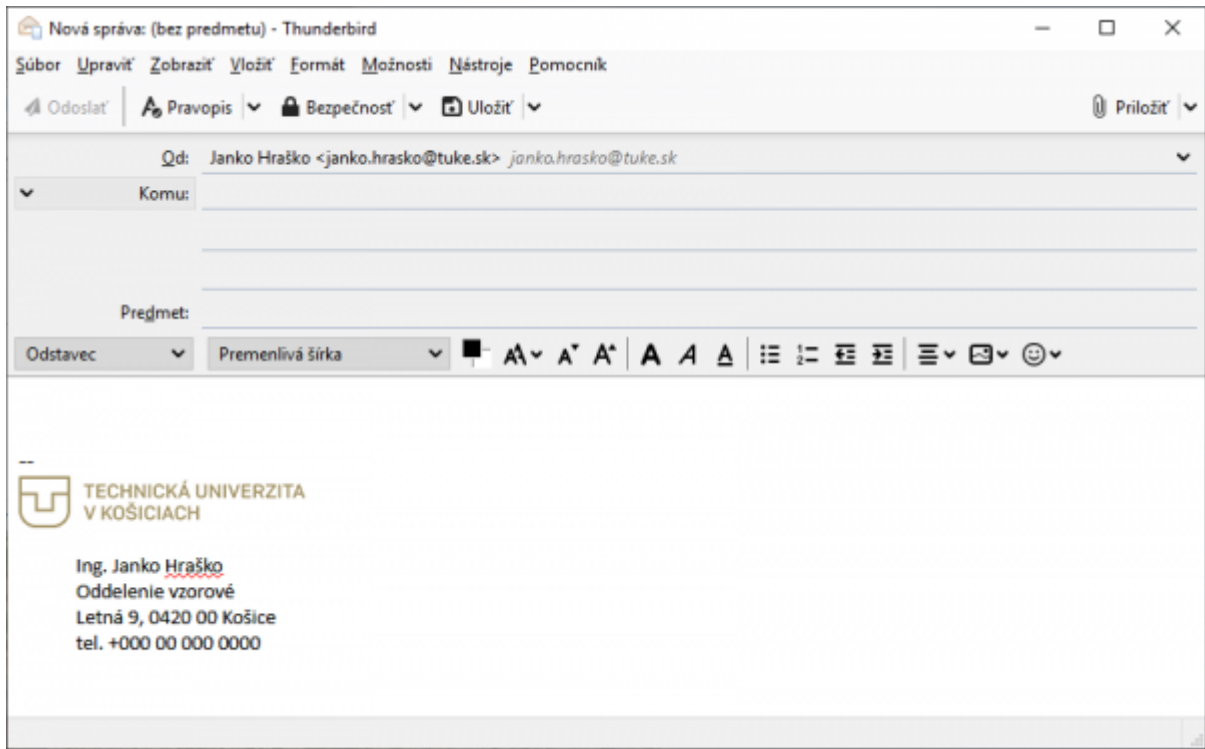 Nová správa: (bez predmetu) - Thunderbird
Súbor Upraviť Zobraziť Vložiť Formát Možnosti Nástroje Pomocník
Odoslať Pravopis Bezpečnosť Uložiť Priložiť
Od: Janko Hraško <janko.hrasko@tuke.sk> janko.hrasko@tuke.sk
Komu:
Predmet:
Odstavec Premenlivá šírka
--
TECHNICKÁ UNIVERZITA
V KOŠICIACH
Ing. Janko Hraško
Oddelenie vzorové
Letná 9, 0420 00 Košice
tel. +000 00 000 0000